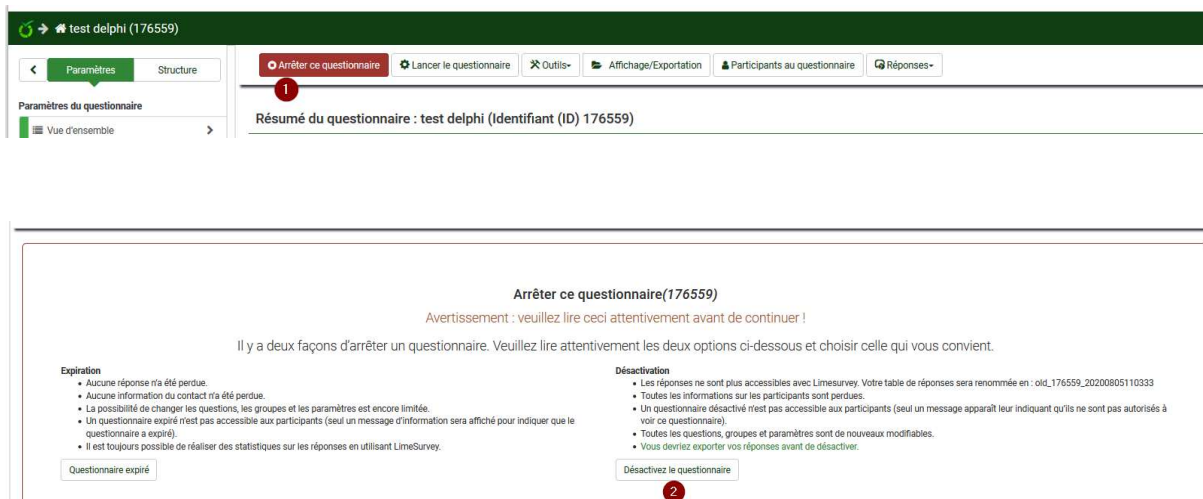 test delphi (176559)
Paramètres
Structure
Arrêter ce questionnaire
Lancer le questionnaire
Outils
Affichage/Exportation
Participants au questionnaire
Réponses
1
Paramètres du questionnaire
Résumé du questionnaire : test delphi (Identifiant (ID) 176559)
Vue d'ensemble
Arrêter ce questionnaire(176559)
Avertissement : veuillez lire ceci attentivement avant de continuer !
Il y a deux façons d'arrêter un questionnaire. Veuillez lire attentivement les deux options ci-dessous et choisir celle qui vous convient.
Expiration
• Aucune réponse n'a été perdue.
• Aucune information du contact n'a été perdue.
• La possibilité de changer les questions, les groupes et les paramètres est encore limitée.
• Un questionnaire expiré n'est pas accessible aux participants (seul un message d'information sera affiché pour indiquer que le
questionnaire a expiré).
• Il est toujours possible de réaliser des statistiques sur les réponses en utilisant LimeSurvey.
Questionnaire expiré
Désactivation
• Les réponses ne sont plus accessibles avec Limesurvey. Votre table de réponses sera renommée en : old_176559_20200805110333
• Toutes les informations sur les participants sont perdues.
• Un questionnaire désactivé n'est pas accessible aux participants (seul un message apparaît leur indiquant qu'ils ne sont pas autorisés à
voir ce questionnaire).
• Toutes les questions, groupes et paramètres sont de nouveaux modifiables.
• Vous devriez exporter vos réponses avant de désactiver.
Désactivez le questionnaire
2